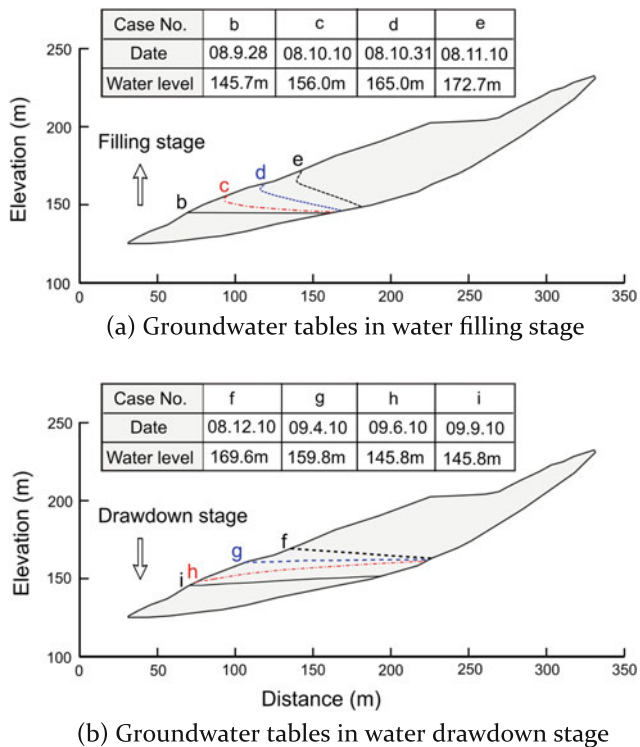 Case No. b c d e
Date 08.9.28 08.10.10 08.10.31 08.11.10
Water level 145.7m 156.0m 165.0m 172.7m
250
200
150
100
Elevation (m)
Filling stage
b
c
d
e
0 50 100 150 200 250 300 350
(a) Groundwater tables in water filling stage
Case No. f g h i
Date 08.12.10 09.4.10 09.6.10 09.9.10
Water level 169.6m 159.8m 145.8m 145.8m
250
200
150
100
Elevation (m)
Drawdown stage
f
g
h
i
0 50 100 150 200 250 300 350
Distance (m)
(b) Groundwater tables in water drawdown stage